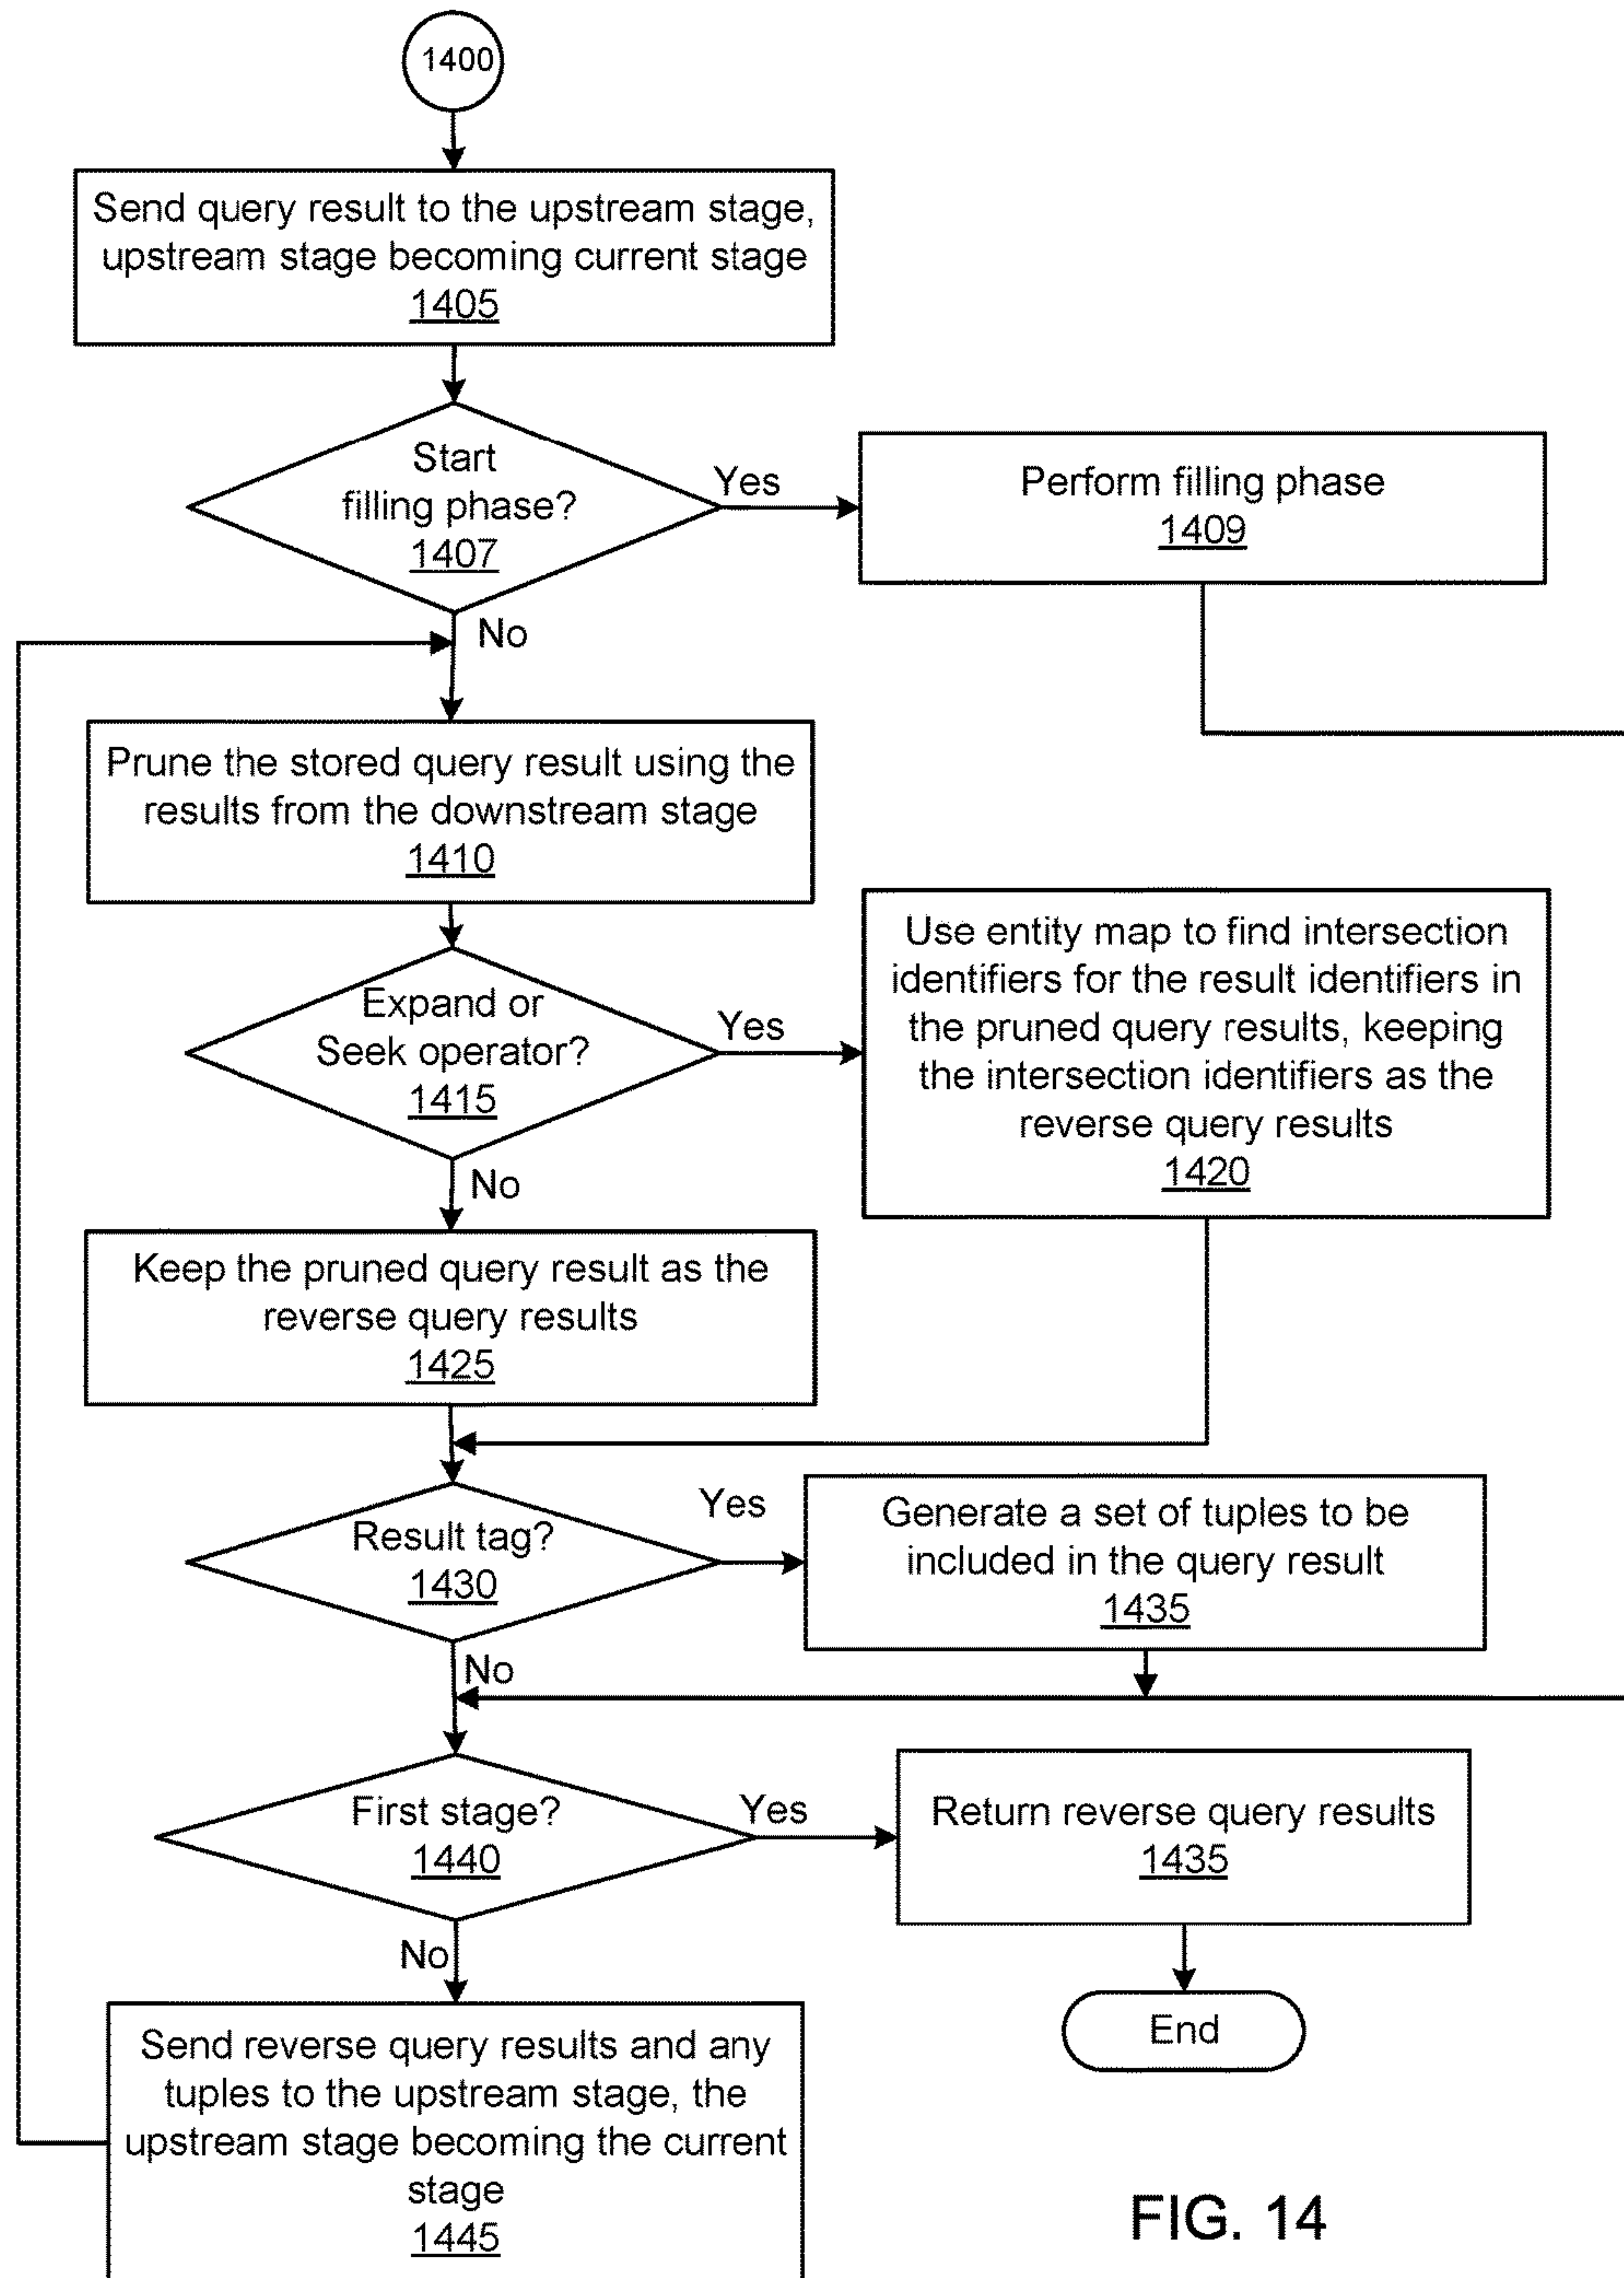 1400
Send query result to the upstream stage,
upstream stage becoming current stage
1405
Start
filling phase?
1407
Yes
Perform filling phase
1409
No
Prune the stored query result using the
results from the downstream stage
1410
Expand or
Seek operator?
1415
Yes
Use entity map to find intersection
identifiers for the result identifiers in
the pruned query results, keeping
the intersection identifiers as the
reverse query results
1420
No
Keep the pruned query result as the
reverse query results
1425
Result tag?
1430
Yes
Generate a set of tuples to be
included in the query result
1435
No
First stage?
1440
Yes
Return reverse query results
1435
End
No
Send reverse query results and any
tuples to the upstream stage, the
upstream stage becoming the current
stage
1445
FIG. 14